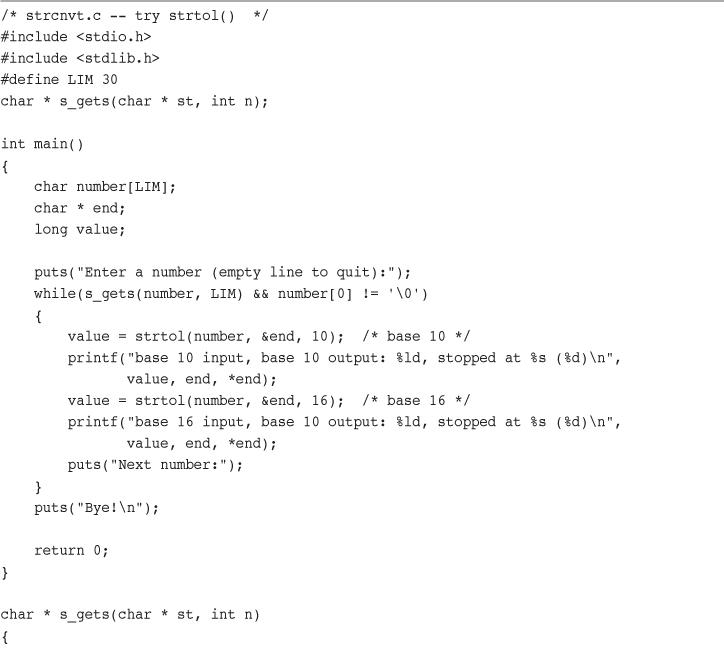 /* strcnvt.c -- try strtol()  */
#include <stdio.h>
#include <stdlib.h>
#define LIM 30
char * s_gets(char * st, int n);

int main()
{
    char number[LIM];
    char * end;
    long value;

    puts("Enter a number (empty line to quit):");
    while(s_gets(number, LIM) && number[0] != '\0')
    {
        value = strtol(number, &end, 10);  /* base 10 */
        printf("base 10 input, base 10 output: %ld, stopped at %s (%d)\n",
               value, end, *end);
        value = strtol(number, &end, 16);  /* base 16 */
        printf("base 16 input, base 10 output: %ld, stopped at %s (%d)\n",
               value, end, *end);
        puts("Next number:");
    }
    puts("Bye!\n");

    return 0;
}

char * s_gets(char * st, int n)
{